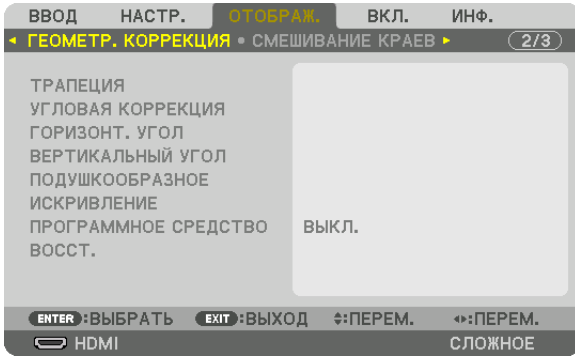 ВВОД НАСТР. ОТОБРАЖ. ВКЛ. ИНФ.
ГЕОМЕТР. КОРРЕКЦИЯ • СМЕШИВАНИЕ КРАЕВ 2/3
ТРАПЕЦИЯ
УГЛОВАЯ КОРРЕКЦИЯ
ГОРИЗОНТ. УГОЛ
ВЕРТИКАЛЬНЫЙ УГОЛ
ПОДУШКООБРАЗНОЕ
ИСКРИВЛЕНИЕ
ПРОГРАММНОЕ СРЕДСТВО ВЫКЛ.
ВОССТ.
ENTER :ВЫБРАТЬ EXIT :ВЫХОД :ПЕРЕМ. :ПЕРЕМ.
HDMI СЛОЖНОЕ